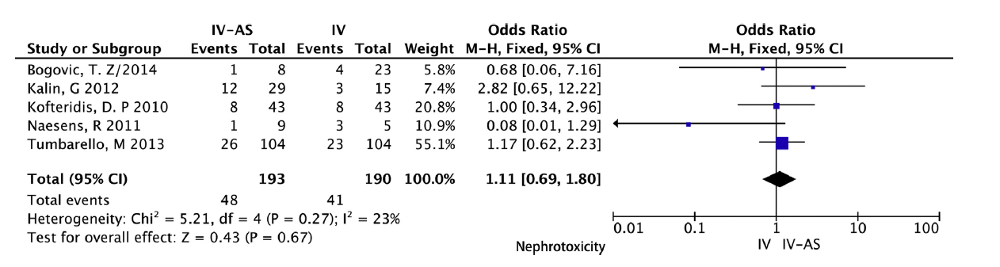 IV-AS IV Odds Ratio Odds Ratio
Study or Subgroup Events Total Events Total Weight M-H, Fixed, 95% CI M-H, Fixed, 95% CI
Bogovic, T. Z/2014 1 8 4 23 5.8% 0.68 [0.06, 7.16]
Kalin, G 2012 12 29 3 15 7.4% 2.82 [0.65, 12.22]
Kofteridis, D. P 2010 8 43 8 43 20.8% 1.00 [0.34, 2.96]
Naesens, R 2011 1 9 3 5 10.9% 0.08 [0.01, 1.29]
Tumbarello, M 2013 26 104 23 104 55.1% 1.17 [0.62, 2.23]
Total (95% CI) 193 190 100.0% 1.11 [0.69, 1.80]
Total events 48 41
Heterogeneity: Chi² = 5.21, df = 4 (P = 0.27); I² = 23%
Test for overall effect: Z = 0.43 (P = 0.67)
0.01 0.1 1 10 100
Nephrotoxicity IV IV-AS